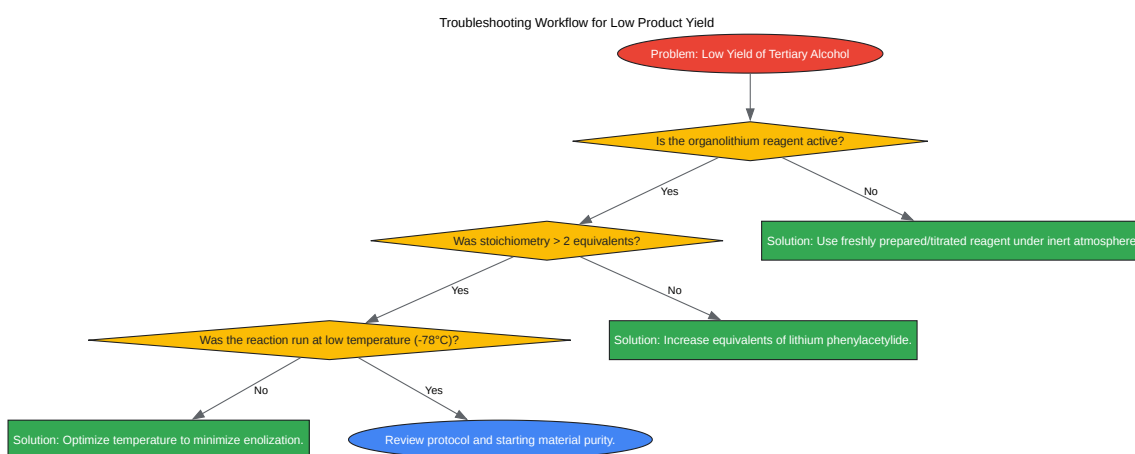 Troubleshooting Workflow for Low Product Yield
Problem: Low Yield of Tertiary Alcohol
Is the organolithium reagent active?
Yes
No
Was stoichiometry > 2 equivalents?
Solution: Use freshly prepared/titrated reagent under inert atmosphere
Yes
No
Was the reaction run at low temperature (-78°C)?
Solution: Increase equivalents of lithium phenylacetylide.
No
Yes
Solution: Optimize temperature to minimize enolization.
Review protocol and starting material purity.